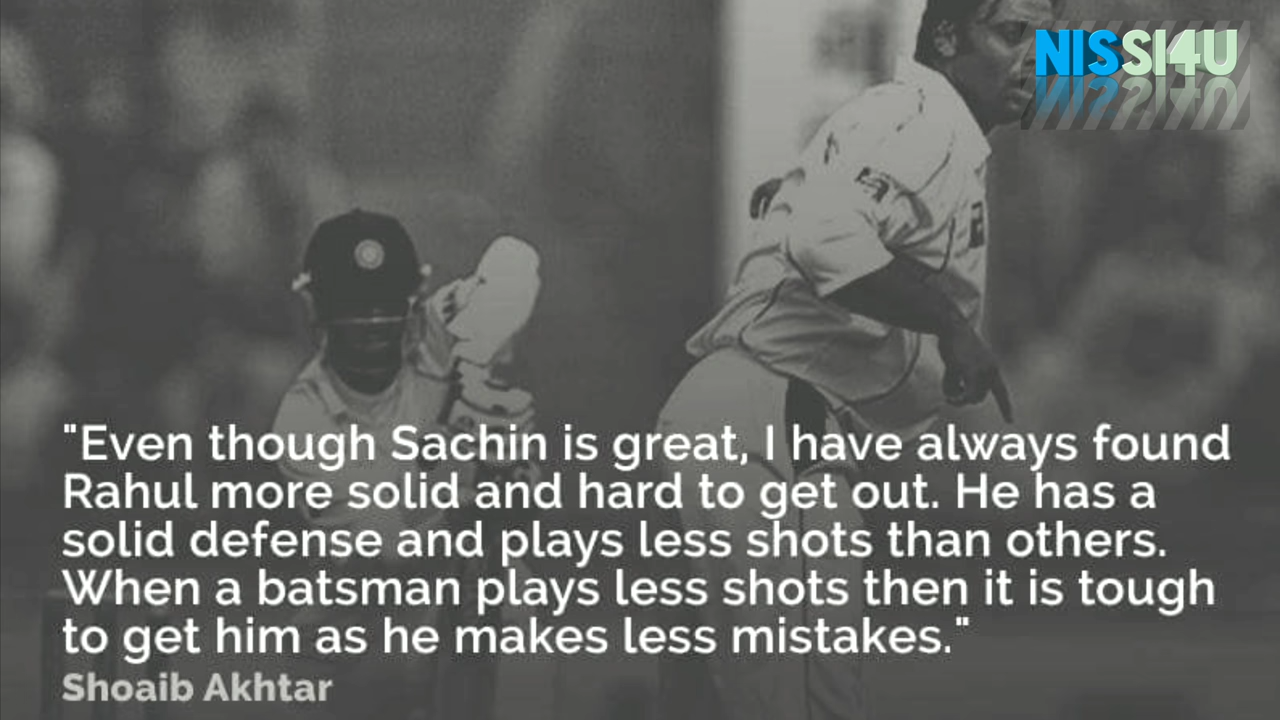 NISSI4U
"Even though Sachin is great, I have always found
Rahul more solid and hard to get out. He has a
solid defense and plays less shots than others.
When a batsman plays less shots then it is tough
to get him as he makes less mistakes."
Shoaib Akhtar